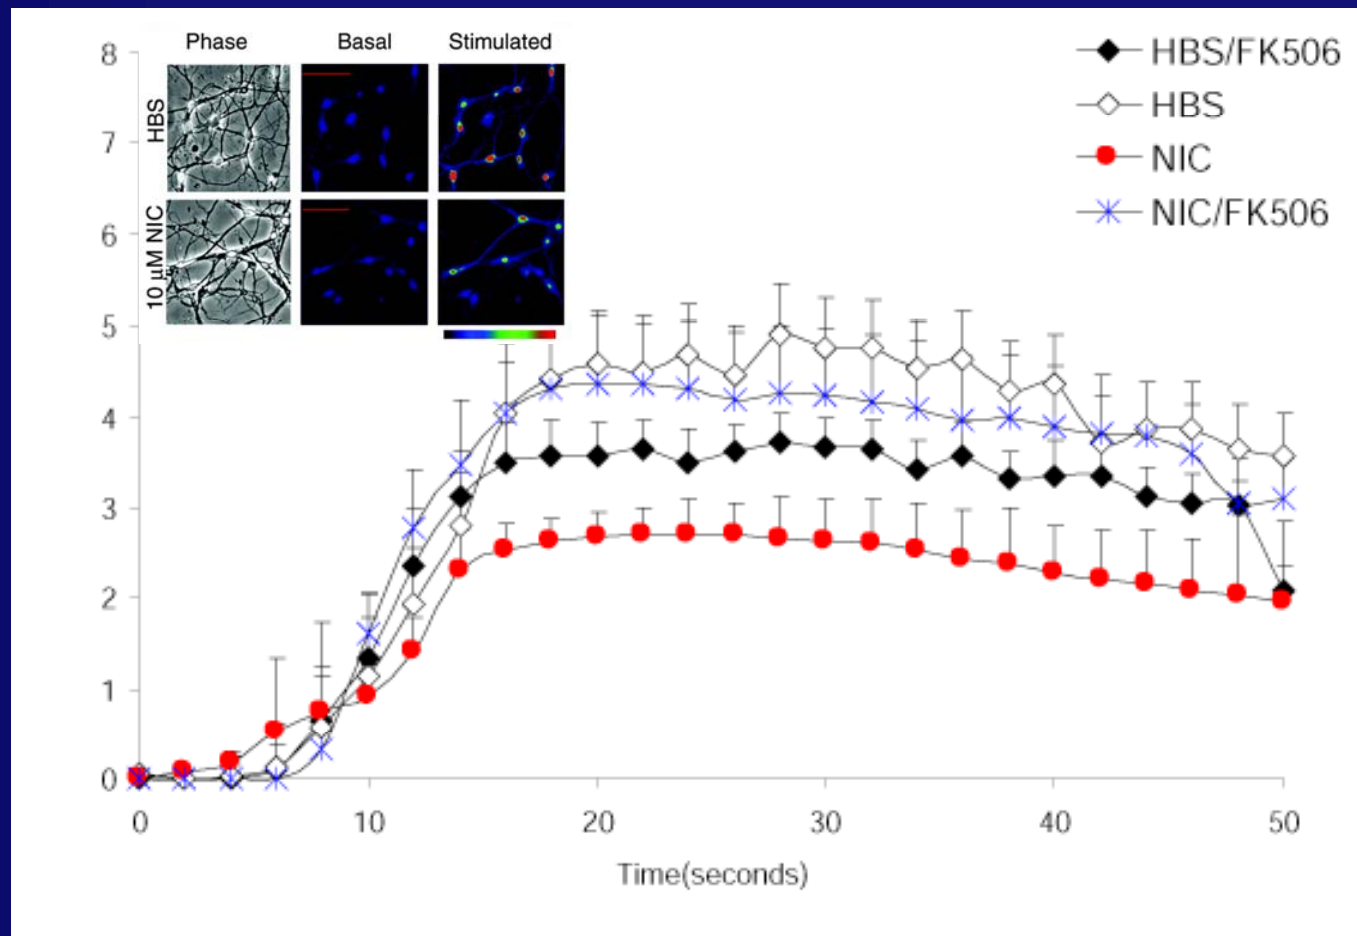 Phase Basal Stimulated
HBS
10 µM NIC
HBS/FK506
HBS
NIC
NIC/FK506
8
7
6
5
4
3
2
1
0
0 10 20 30 40 50
Time(seconds)